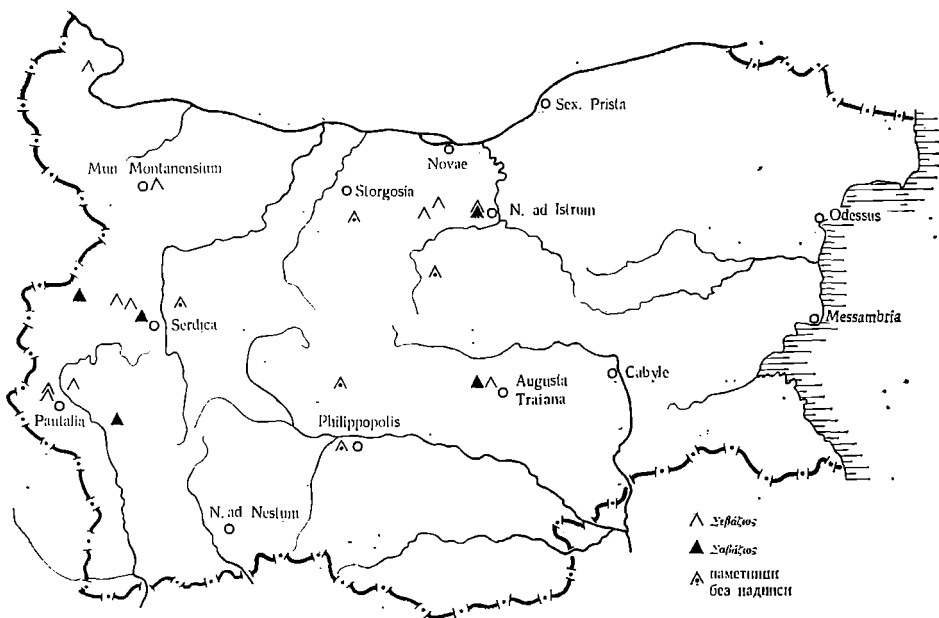 Sex. Prista
Novae
Mun Montanensium
Storgosia
N. ad Istrum
Odessus
Serdica
Messambria
Cabyle
Augusta
Traiana
Pautalia
Philippopolis
N. ad Nestum
Σεβάζιος
Σαβάζιος
паметници
без надписи